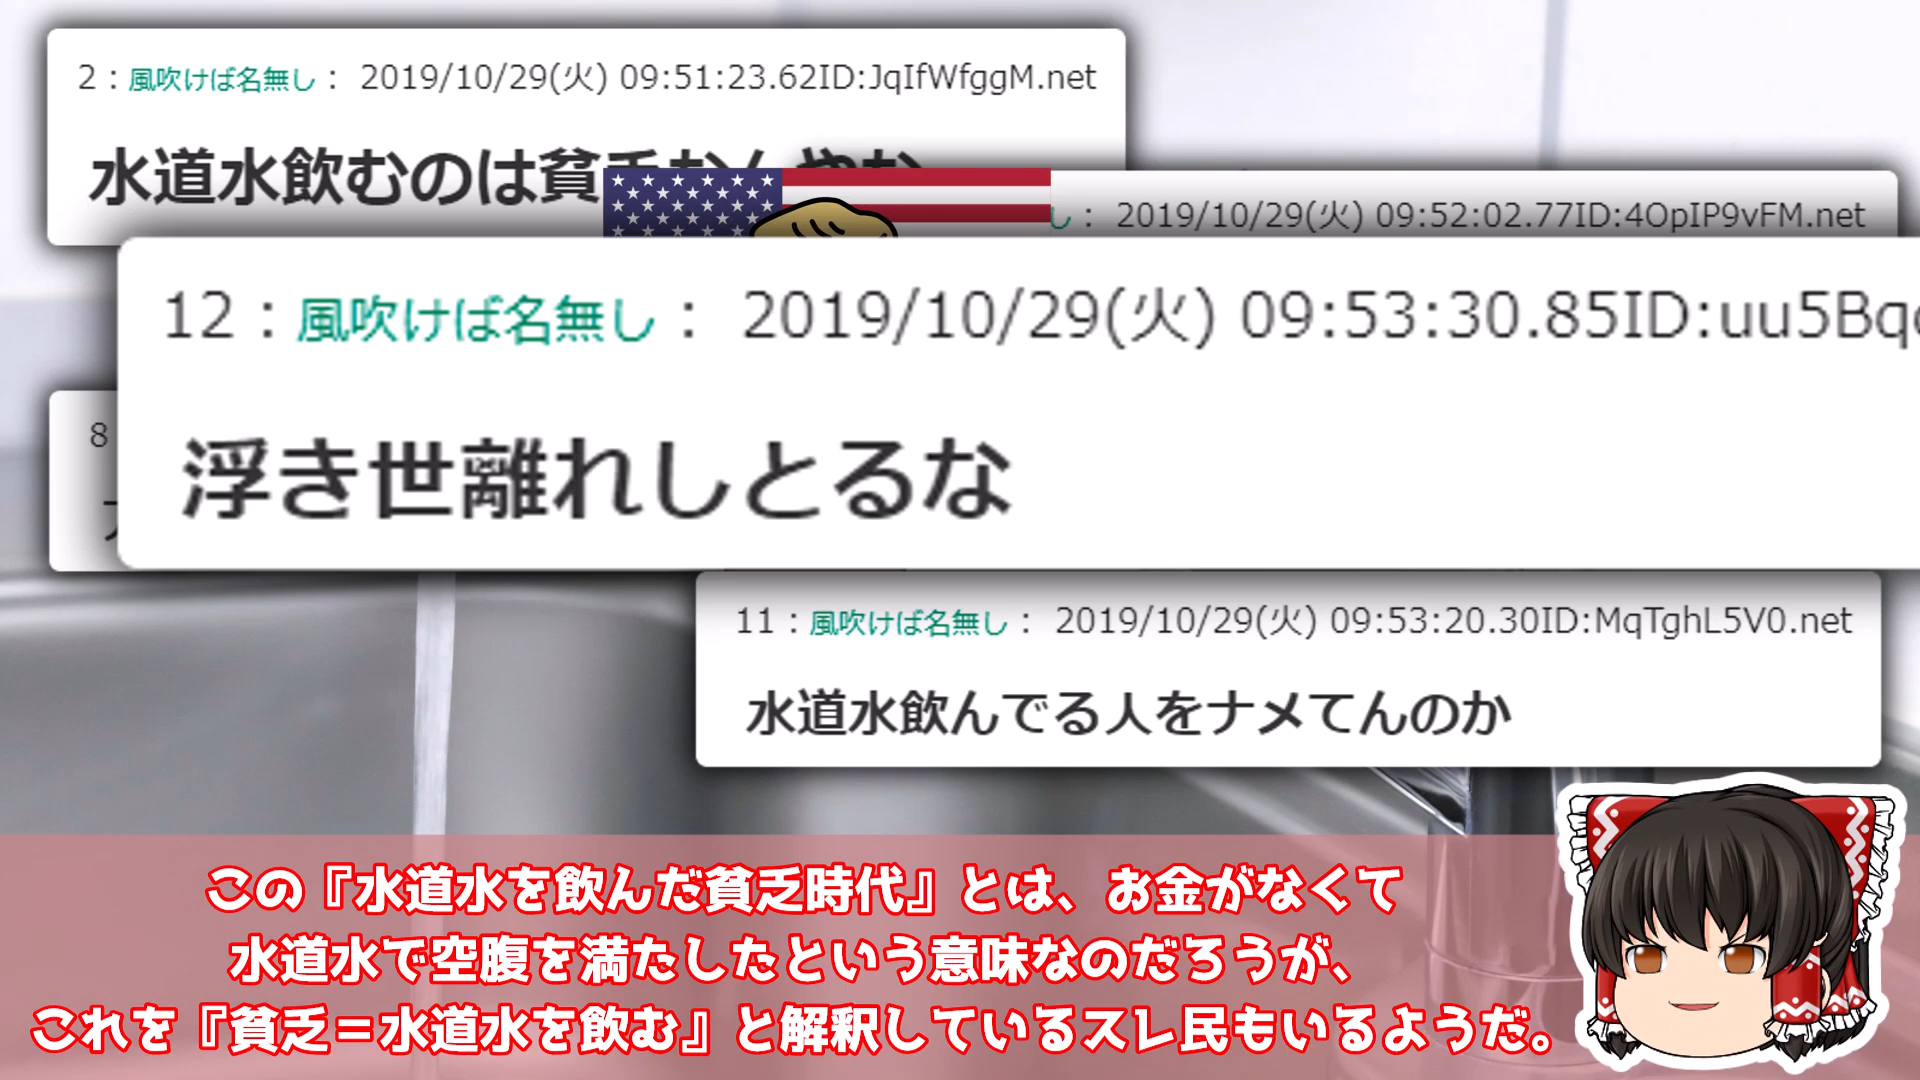 2：風吹けば名無し： 2019/10/29(火) 09:51:23.62ID:JqIfWfggM.net
水道水飲むのは貧
し： 2019/10/29(火) 09:52:02.77ID:4OpIP9vFM.net
12：風吹けば名無し： 2019/10/29(火) 09:53:30.85ID:uu5Bq
浮き世離れしとるな
8
11：風吹けば名無し： 2019/10/29(火) 09:53:20.30ID:MqTghL5V0.net
水道水飲んでる人をナメてんのか
この『水道水を飲んだ貧乏時代』とは、お金がなくて
水道水で空腹を満たしたという意味なのだろうが、
これを『貧乏＝水道水を飲む』と解釈しているスレ民もいるようだ。